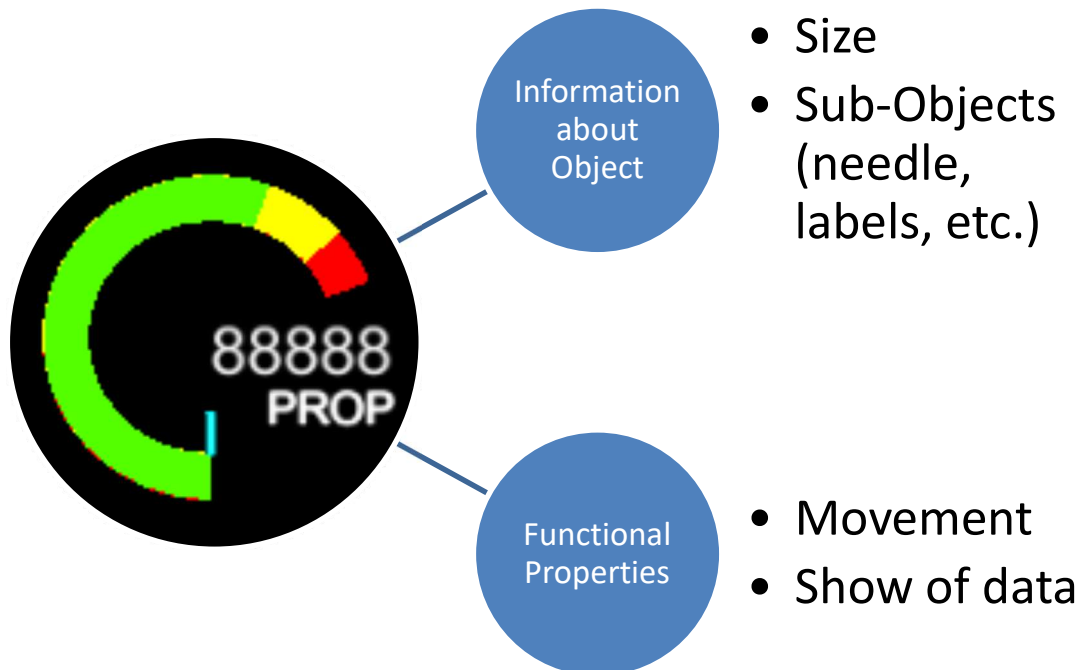 88888
PROP
Information
about
Object
• Size
• Sub-Objects
(needle,
labels, etc.)
Functional
Properties
• Movement
• Show of data